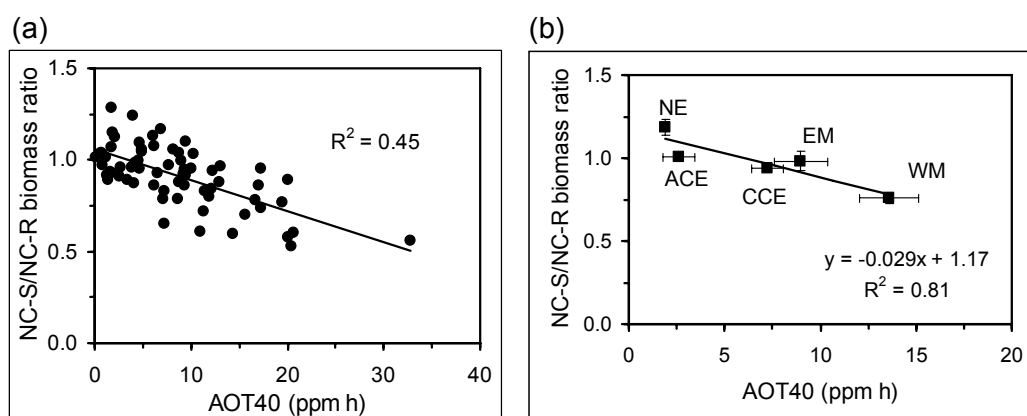 (a)
NC-S/NC-R biomass ratio
1.5
1.0
0.5
0.0
R² = 0.45
0 10 20 30 40
AOT40 (ppm h)
(b)
NC-S/NC-R biomass ratio
1.5
1.0
0.5
0.0
NE
ACE
CCE
EM
WM
y = -0.029x + 1.17
R² = 0.81
0 5 10 15 20
AOT40 (ppm h)